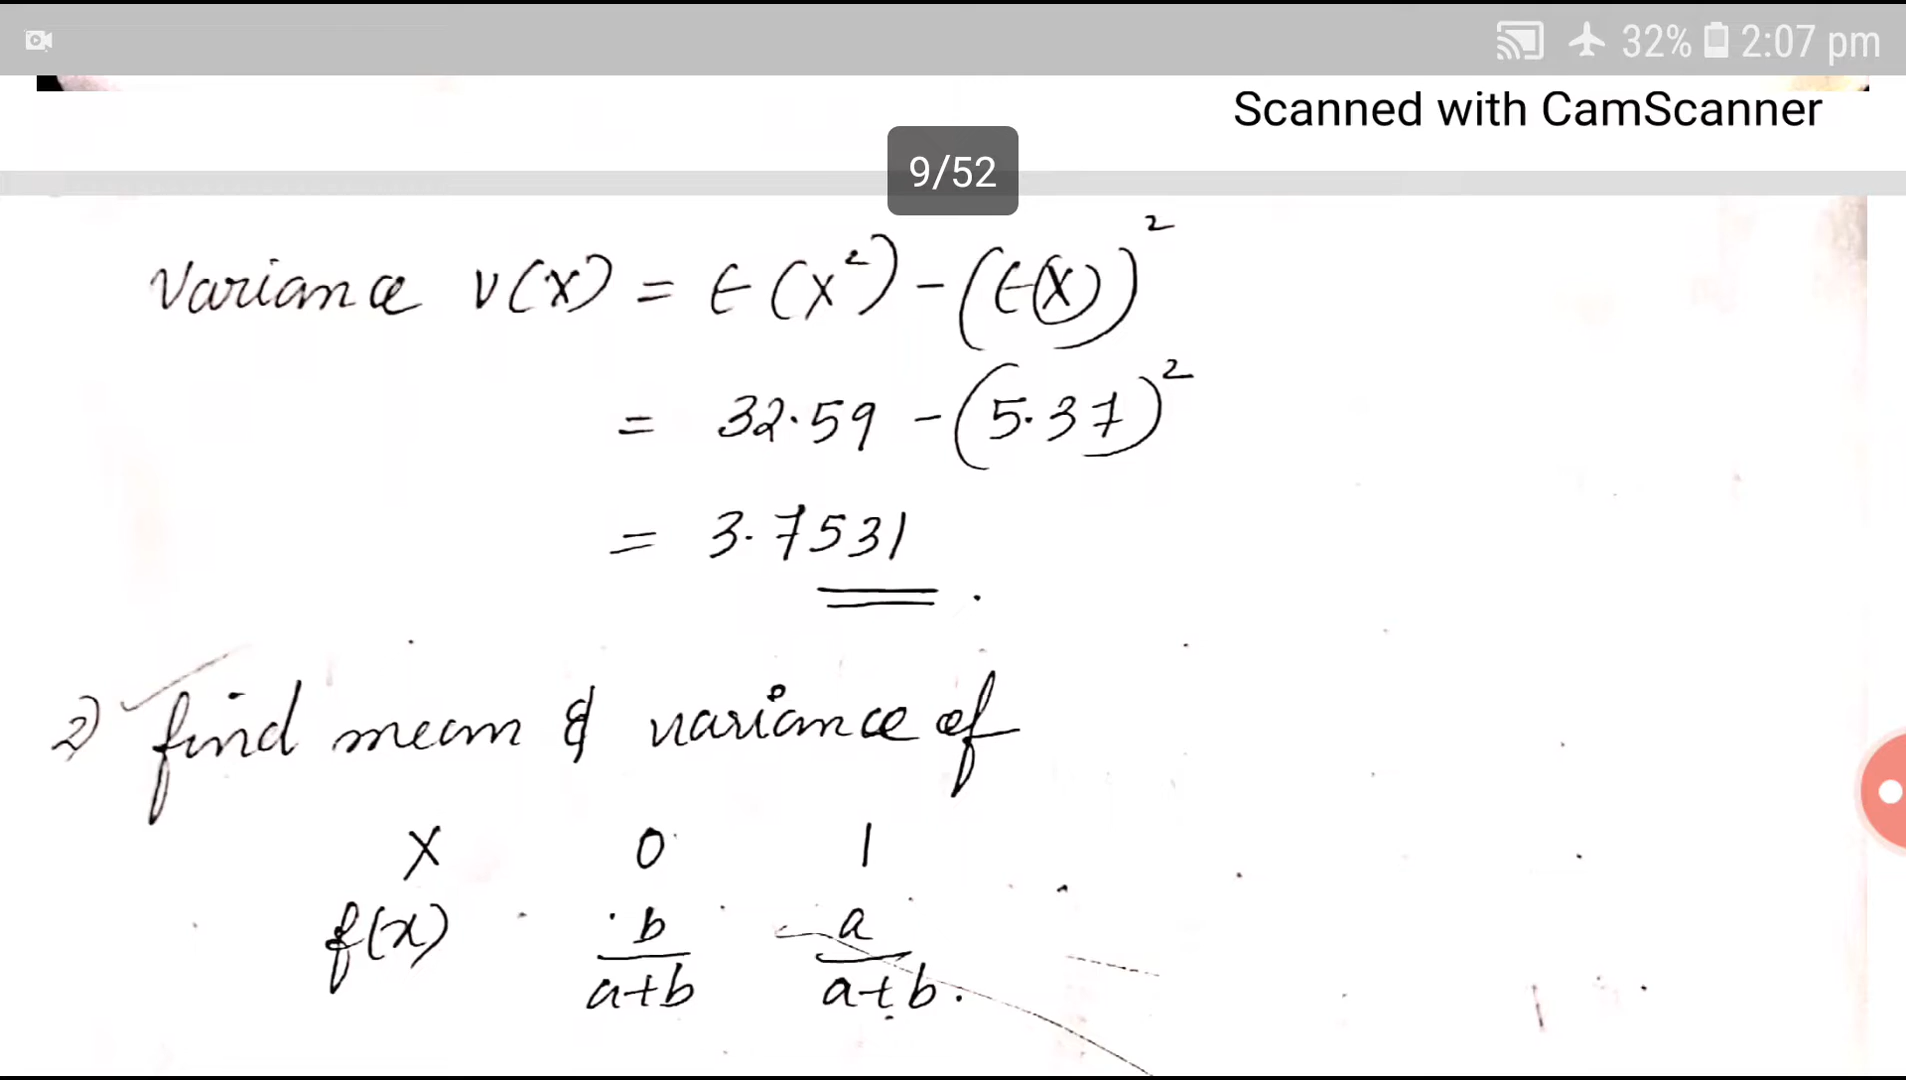 32% 2:07 pm
Scanned with CamScanner
9/52
Variance V(X) = E(X²) - (E(X))²
= 32.59 - (5.37)²
= 3.7531
2) find mean & variance of
X 0 1
f(x) b/a+b a/a+b.